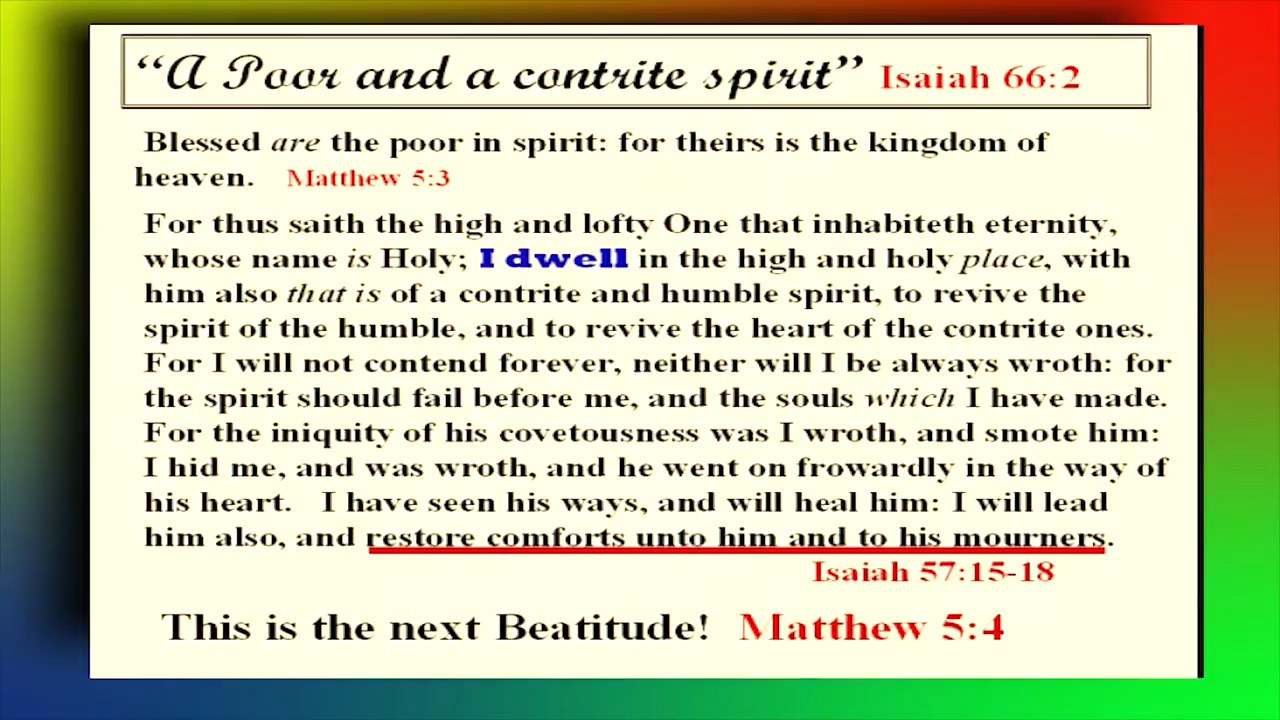 “A Poor and a contrite spirit” Isaiah 66:2
Blessed are the poor in spirit: for theirs is the kingdom of
heaven. Matthew 5:3
For thus saith the high and lofty One that inhabiteth eternity,
whose name is Holy; I dwell in the high and holy place, with
him also that is of a contrite and humble spirit, to revive the
spirit of the humble, and to revive the heart of the contrite ones.
For I will not contend forever, neither will I be always wroth: for
the spirit should fail before me, and the souls which I have made.
For the iniquity of his covetousness was I wroth, and smote him:
I hid me, and was wroth, and he went on frowardly in the way of
his heart. I have seen his ways, and will heal him: I will lead
him also, and restore comforts unto him and to his mourners.
Isaiah 57:15-18
This is the next Beatitude! Matthew 5:4